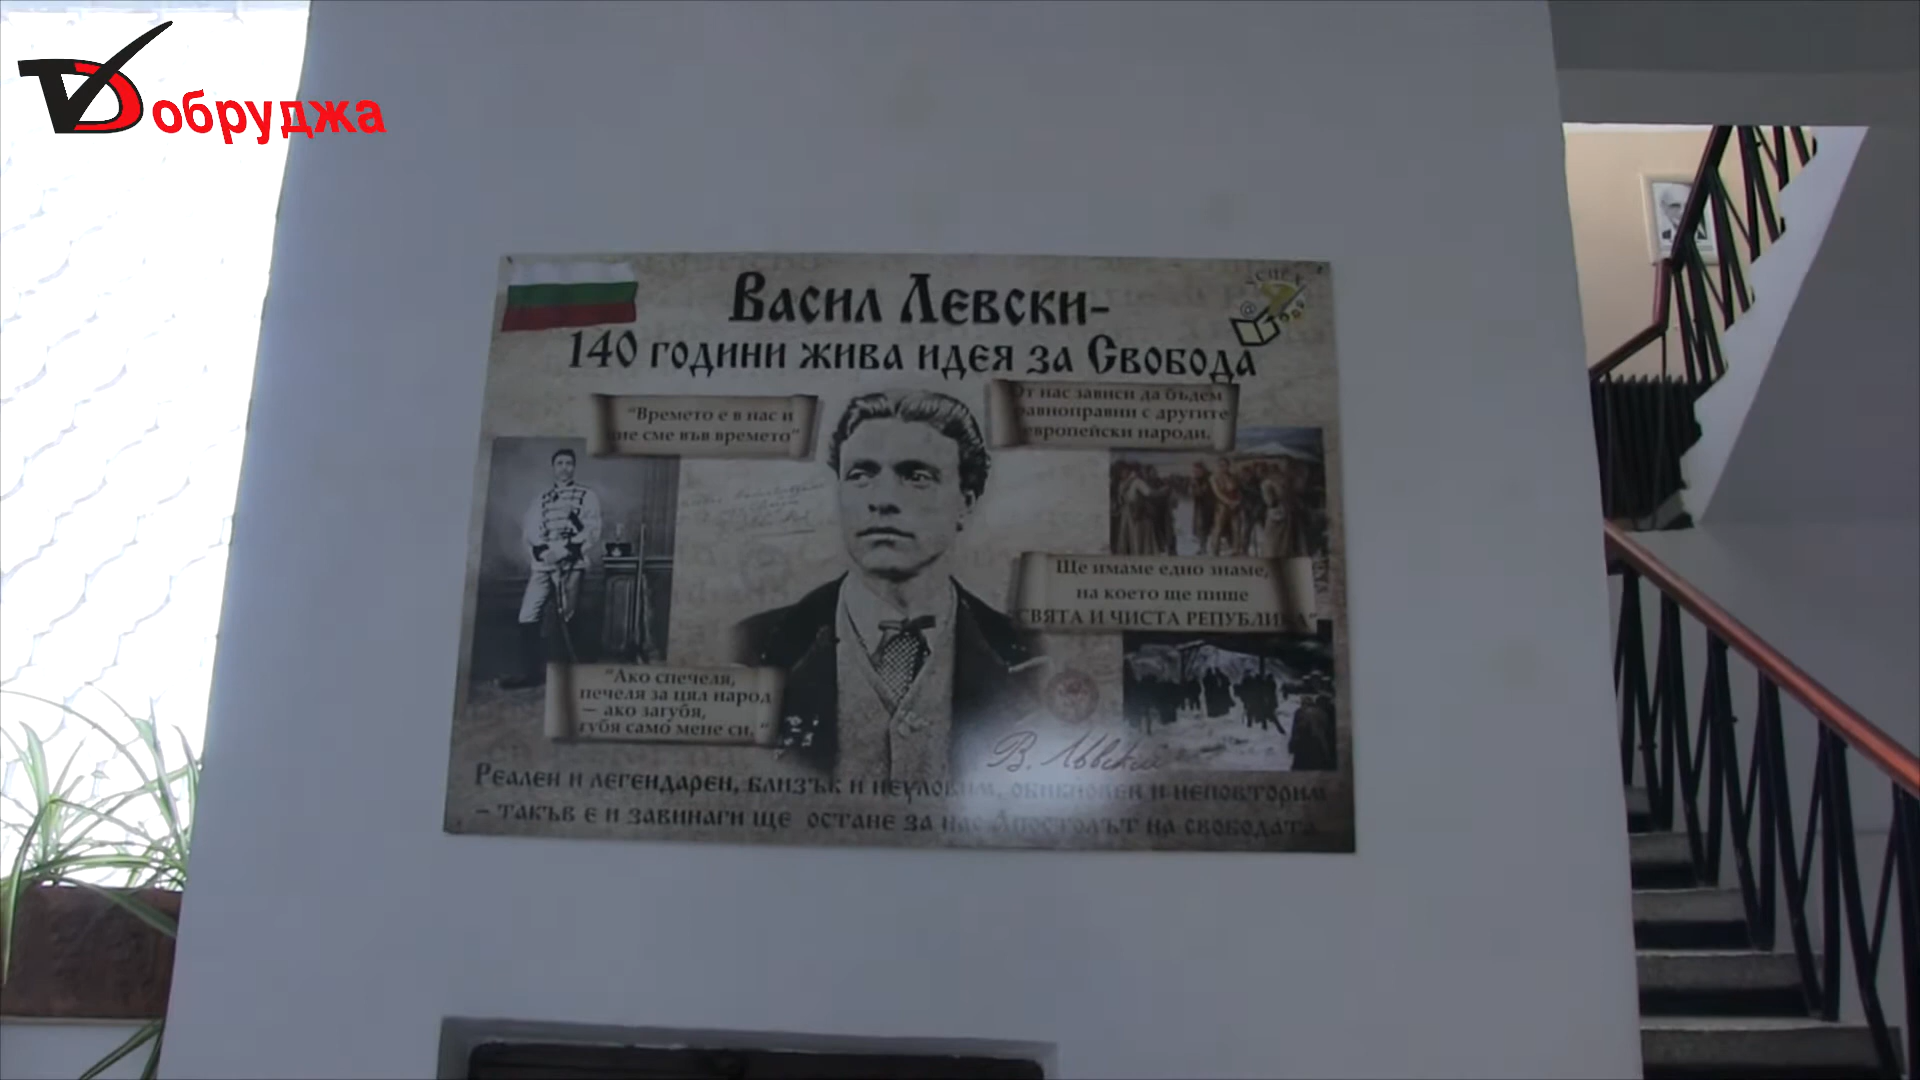 Добруджа
Васил Левски-
140 години жива идея за Свобода
"Времето е в нас и
ние сме във времето"
От нас зависи да бъдем
равноправни с другите
европейски народи.
Ще имаме едно знаме,
на което ще пише
СВЯТА И ЧИСТА РЕПУБЛИКА"
"Ако спечеля,
печеля за цял народ
– ако загубя,
губя само мене си."
В. Лѣвскій
Реален и легендарен, близък и неуловим, обикновен и неповторим
– такъв е и завинаги ще остане за нас Апостолът на свободата